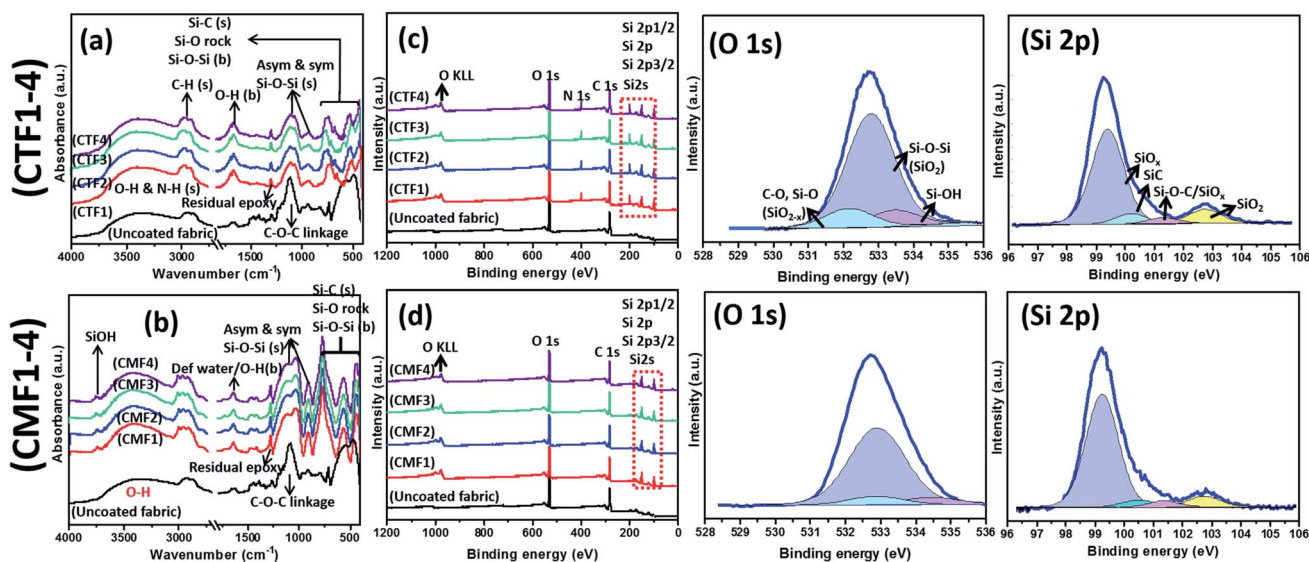 (CTF1-4)
(a)
Si-C (s)
Si-O rock
Si-O-Si (b)
Asym & sym
Si-O-Si (s)
C-H (s)
O-H (b)
(CTF4)
(CTF3)
(CTF2)
O-H & N-H (s)
(CTF1)
Residual epoxy
(Uncoated fabric)
C-O-C linkage
Absorbance (a.u.)
4000 3500 3000 1500 1000 500
Wavenumber (cm-1)
(c)
Si 2p1/2
Si 2p
Si 2p3/2
Si2s
O KLL
O 1s
N 1s
C 1s
(CTF4)
(CTF3)
(CTF2)
(CTF1)
(Uncoated fabric)
Intensity (a.u.)
1200 1000 800 600 400 200 0
Binding energy (eV)
(O 1s)
Si-O-Si
(SiO2)
C-O, Si-O
(SiO2-x)
Si-OH
Intensity (a.u.)
528 529 530 531 532 533 534 535 536
Binding energy (eV)
(Si 2p)
SiOx
SiC
Si-O-C/SiOx
SiO2
Intensity (a.u.)
96 97 98 99 100 101 102 103 104 105 106
Binding energy (eV)
(CMF1-4)
(b)
Si-C (s)
Si-O rock
Si-O-Si (b)
Asym & sym
Si-O-Si (s)
SiOH
Def water/O-H(b)
(CMF4)
(CMF3)
(CMF2)
(CMF1)
Residual epoxy
O-H
(Uncoated fabric)
C-O-C linkage
Absorbance (a.u.)
4000 3500 3000 1500 1000 500
Wavenumber (cm-1)
(d)
Si 2p1/2
Si 2p
Si 2p3/2
Si2s
O KLL
O 1s
C 1s
(CMF4)
(CMF3)
(CMF2)
(CMF1)
(Uncoated fabric)
Intensity (a.u.)
1200 1000 800 600 400 200 0
Binding energy (eV)
(O 1s)
Intensity (a.u.)
528 529 530 531 532 533 534 535 536
Binding energy (eV)
(Si 2p)
Intensity (a.u.)
96 97 98 99 100 101 102 103 104 105 106
Binding energy (eV)